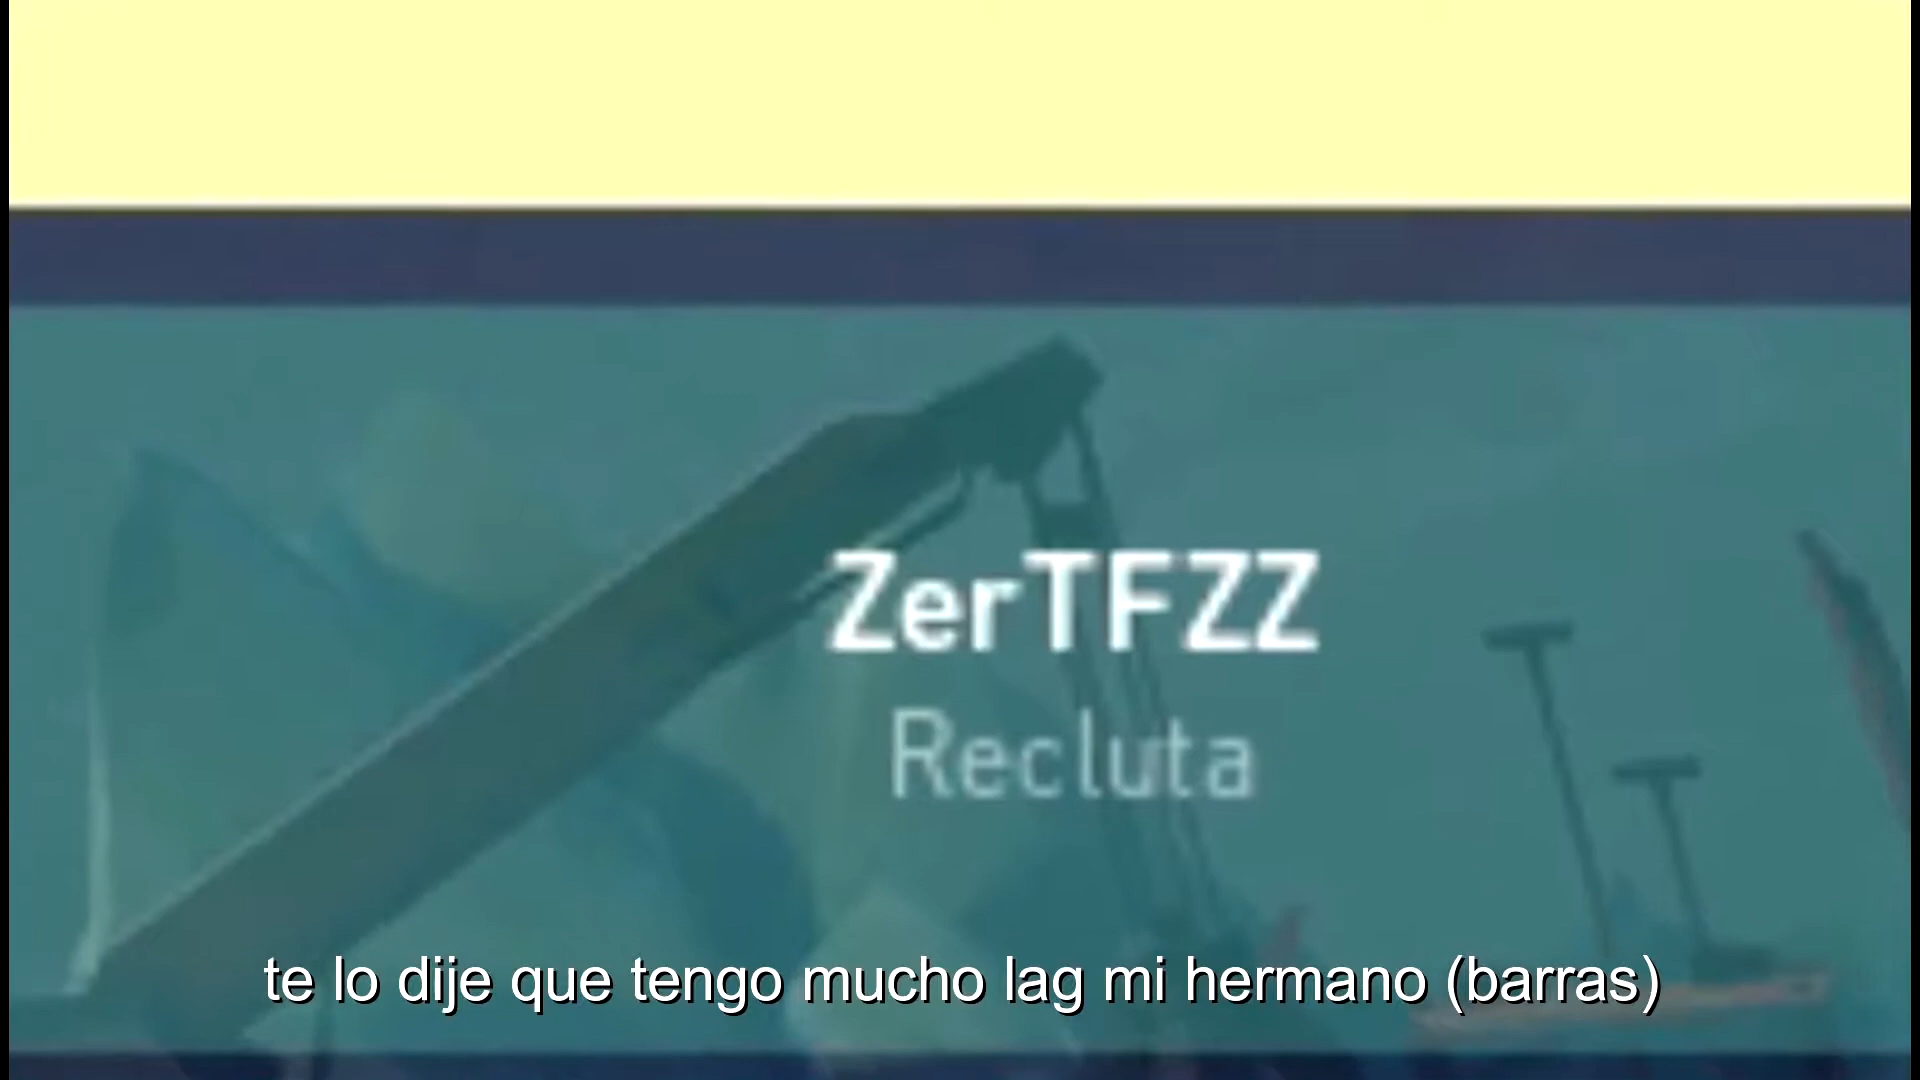 ZerTFZZ
Recluta
te lo dije que tengo mucho lag mi hermano (barras)